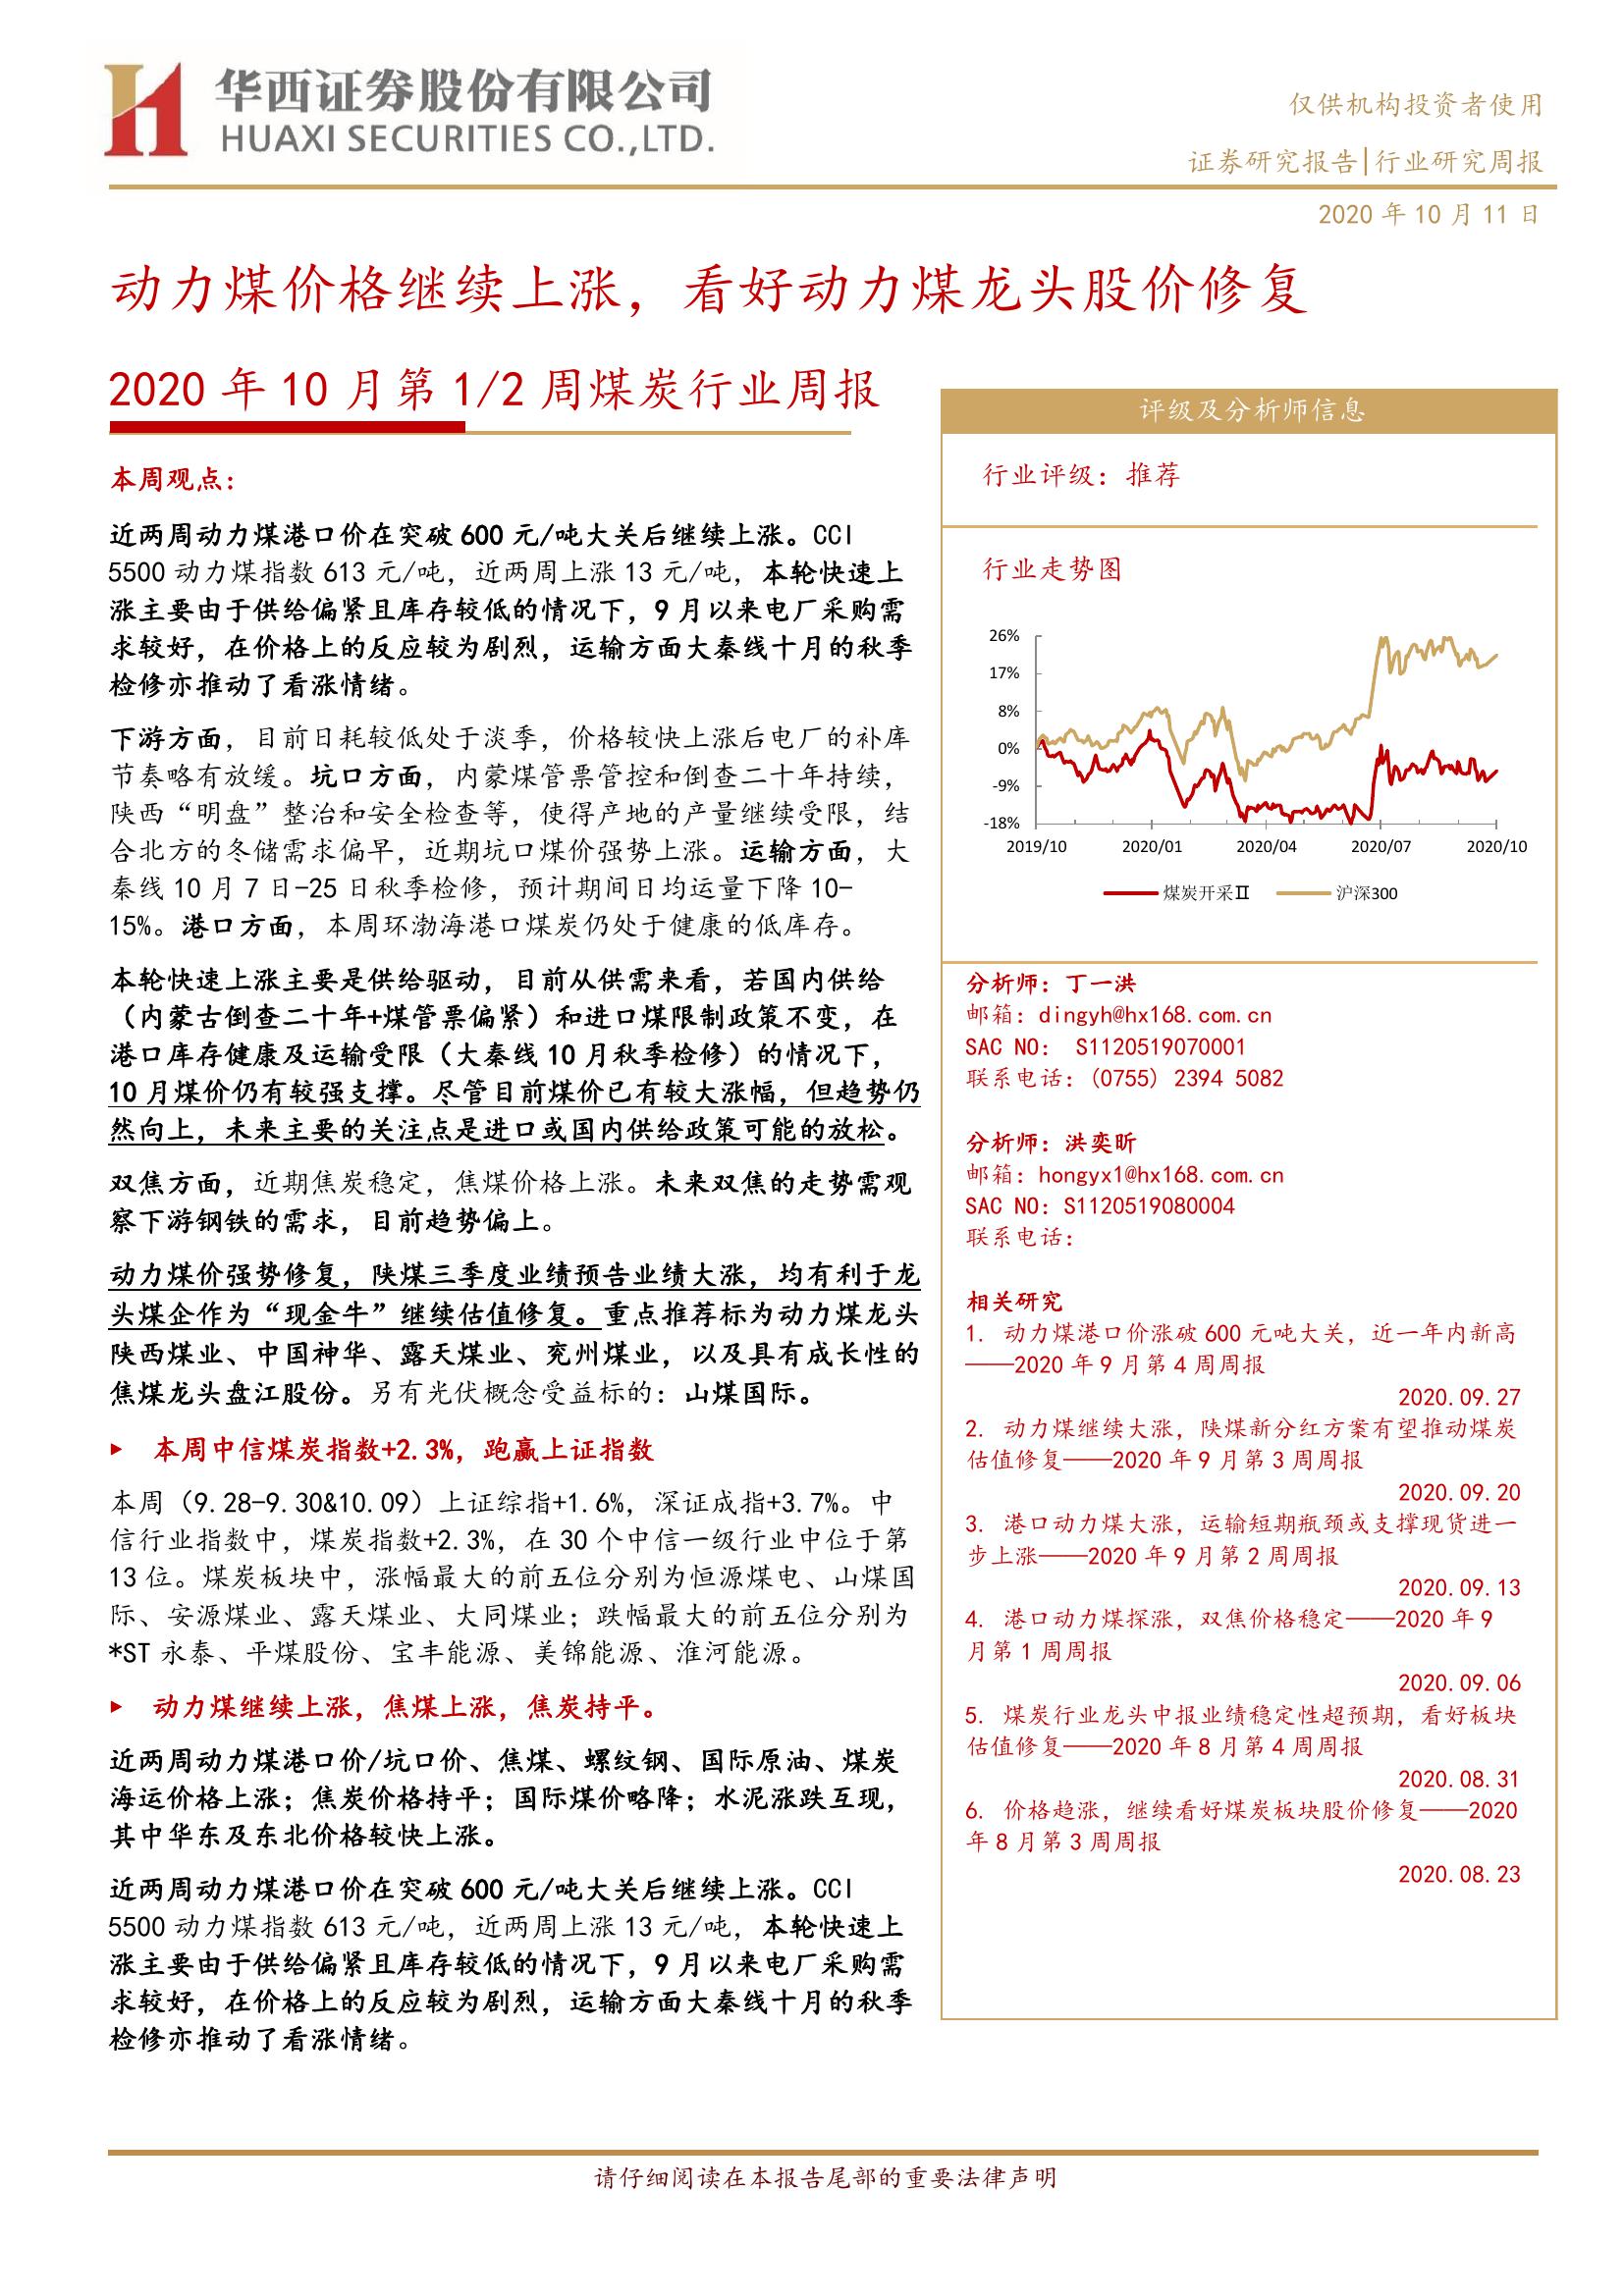 华西证券股份有限公司
HUAXI SECURITIES CO.,LTD.
仅供机构投资者使用
证券研究报告|行业研究周报
2020 年 10 月 11 日
动力煤价格继续上涨，看好动力煤龙头股价修复
2020 年 10 月第 1/2 周煤炭行业周报
本周观点：
近两周动力煤港口价在突破 600 元/吨大关后继续上涨。CCI
5500 动力煤指数 613 元/吨，近两周上涨 13 元/吨，本轮快速上
涨主要由于供给偏紧且库存较低的情况下，9 月以来电厂采购需
求较好，在价格上的反应较为剧烈，运输方面大秦线十月的秋季
检修亦推动了看涨情绪。
下游方面，目前日耗较低处于淡季，价格较快上涨后电厂的补库
节奏略有放缓。坑口方面，内蒙煤管票管控和倒查二十年持续，
陕西“明盘”整治和安全检查等，使得产地的产量继续受限，结
合北方的冬储需求偏早，近期坑口煤价强势上涨。运输方面，大
秦线 10 月 7 日-25 日秋季检修，预计期间日均运量下降 10-
15%。港口方面，本周环渤海港口煤炭仍处于健康的低库存。
本轮快速上涨主要是供给驱动，目前从供需来看，若国内供给
（内蒙古倒查二十年+煤管票偏紧）和进口煤限制政策不变，在
港口库存健康及运输受限（大秦线 10 月秋季检修）的情况下，
10 月煤价仍有较强支撑。尽管目前煤价已有较大涨幅，但趋势仍
然向上，未来主要的关注点是进口或国内供给政策可能的放松。
双焦方面，近期焦炭稳定，焦煤价格上涨。未来双焦的走势需观
察下游钢铁的需求，目前趋势偏上。
动力煤价强势修复，陕煤三季度业绩预告业绩大涨，均有利于龙
头煤企作为“现金牛”继续估值修复。重点推荐标为动力煤龙头
陕西煤业、中国神华、露天煤业、兖州煤业，以及具有成长性的
焦煤龙头盘江股份。另有光伏概念受益标的：山煤国际。
本周中信煤炭指数+2.3%，跑赢上证指数
本周（9.28-9.30&10.09）上证综指+1.6%，深证成指+3.7%。中
信行业指数中，煤炭指数+2.3%，在 30 个中信一级行业中位于第
13 位。煤炭板块中，涨幅最大的前五位分别为恒源煤电、山煤国
际、安源煤业、露天煤业、大同煤业；跌幅最大的前五位分别为
*ST 永泰、平煤股份、宝丰能源、美锦能源、淮河能源。
动力煤继续上涨，焦煤上涨，焦炭持平。
近两周动力煤港口价/坑口价、焦煤、螺纹钢、国际原油、煤炭
海运价格上涨；焦炭价格持平；国际煤价略降；水泥涨跌互现，
其中华东及东北价格较快上涨。
近两周动力煤港口价在突破 600 元/吨大关后继续上涨。CCI
5500 动力煤指数 613 元/吨，近两周上涨 13 元/吨，本轮快速上
涨主要由于供给偏紧且库存较低的情况下，9 月以来电厂采购需
求较好，在价格上的反应较为剧烈，运输方面大秦线十月的秋季
检修亦推动了看涨情绪。
评级及分析师信息
行业评级：推荐
行业走势图
26%
17%
8%
0%
-9%
-18%
2019/10 2020/01 2020/04 2020/07 2020/10
煤炭开采Ⅱ 沪深300
分析师：丁一洪
邮箱：dingyh@hx168.com.cn
SAC NO： S1120519070001
联系电话：(0755) 2394 5082
分析师：洪奕昕
邮箱：hongyx1@hx168.com.cn
SAC NO：S1120519080004
联系电话：
相关研究
1. 动力煤港口价涨破 600 元吨大关，近一年内新高
——2020 年 9 月第 4 周周报
2020.09.27
2. 动力煤继续大涨，陕煤新分红方案有望推动煤炭
估值修复——2020 年 9 月第 3 周周报
2020.09.20
3. 港口动力煤大涨，运输短期瓶颈或支撑现货进一
步上涨——2020 年 9 月第 2 周周报
2020.09.13
4. 港口动力煤探涨，双焦价格稳定——2020 年 9
月第 1 周周报
2020.09.06
5. 煤炭行业龙头中报业绩稳定性超预期，看好板块
估值修复——2020 年 8 月第 4 周周报
2020.08.31
6. 价格趋涨，继续看好煤炭板块股价修复——2020
年 8 月第 3 周周报
2020.08.23
请仔细阅读在本报告尾部的重要法律声明